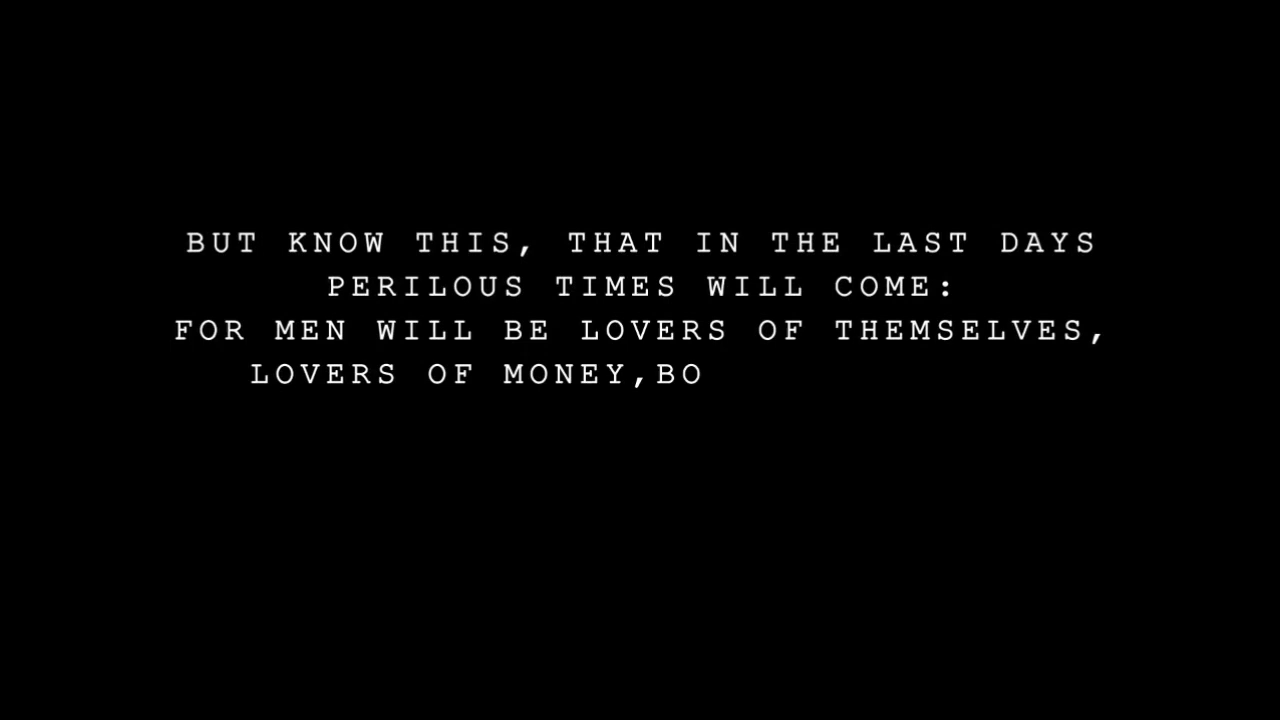 BUT KNOW THIS, THAT IN THE LAST DAYS
PERILOUS TIMES WILL COME:
FOR MEN WILL BE LOVERS OF THEMSELVES,
LOVERS OF MONEY,BO